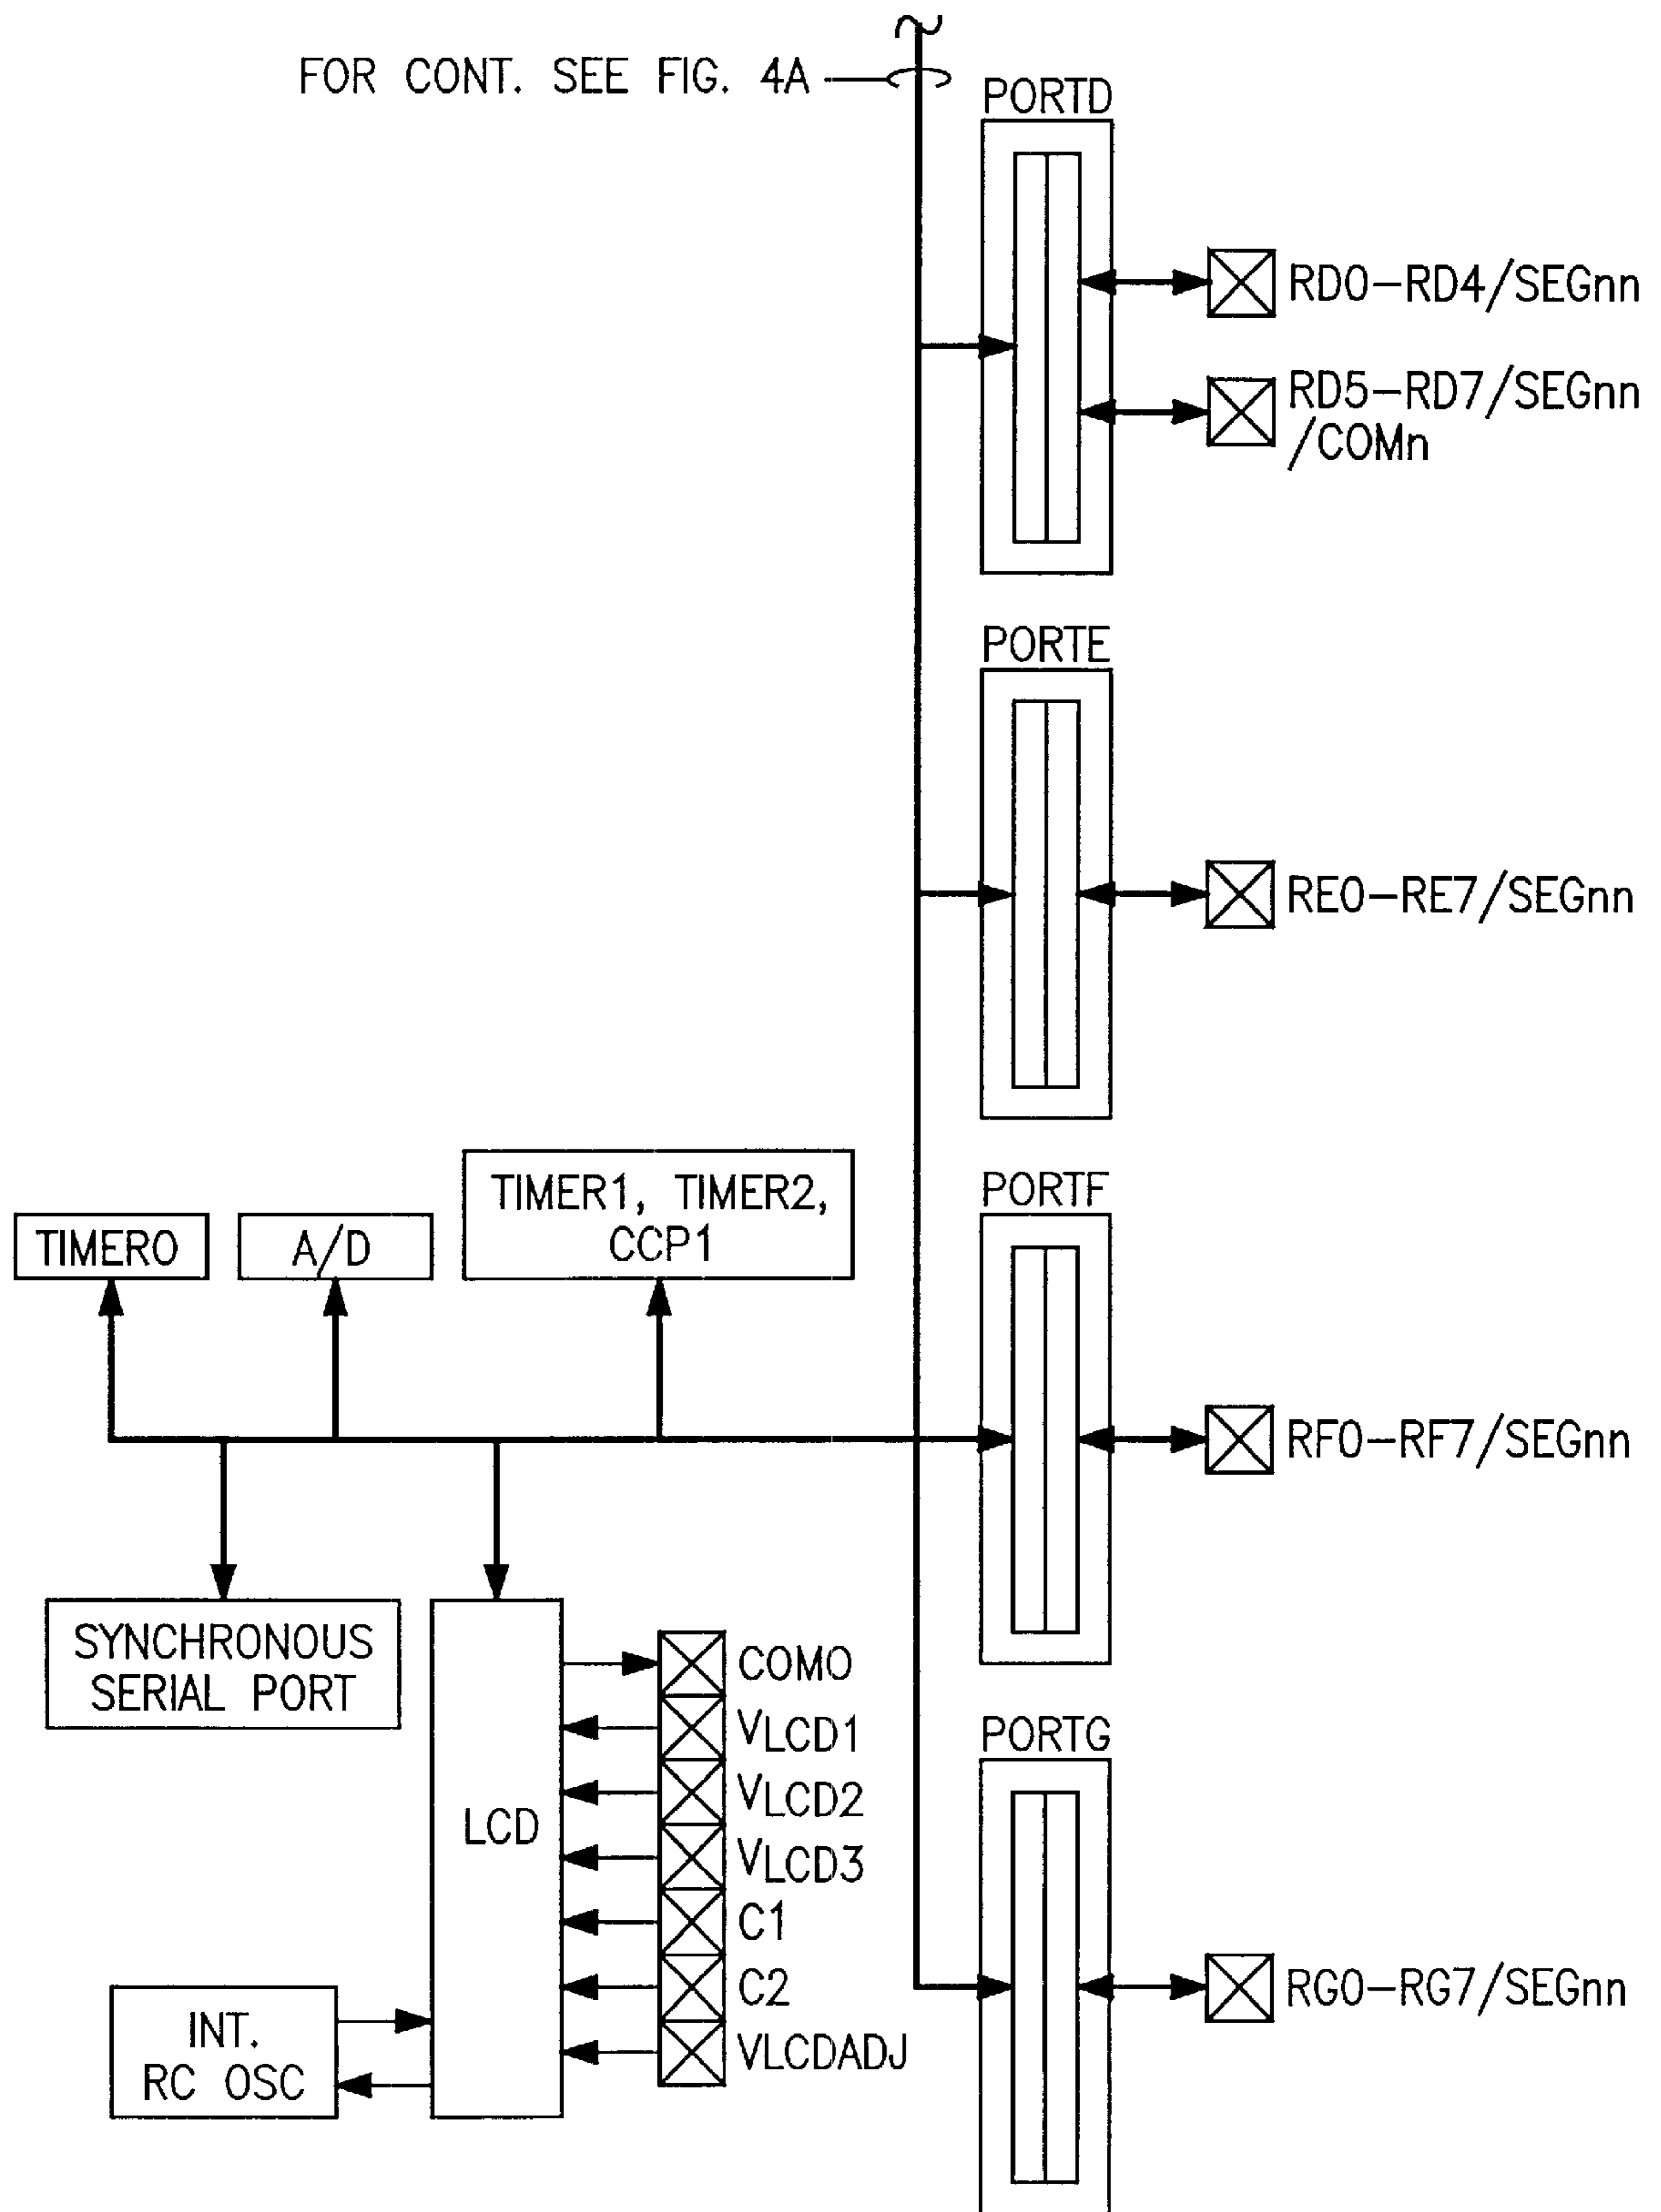 FOR CONT. SEE FIG. 4A
PORTD
RD0-RD4/SEGnn
RD5-RD7/SEGnn
/COMn
PORTE
RE0-RE7/SEGnn
TIMER0
A/D
TIMER1, TIMER2,
CCP1
PORTF
RF0-RF7/SEGnn
SYNCHRONOUS
SERIAL PORT
LCD
COM0
VLCD1
VLCD2
VLCD3
C1
C2
VLCDADJ
INT.
RC OSC
PORTG
RG0-RG7/SEGnn